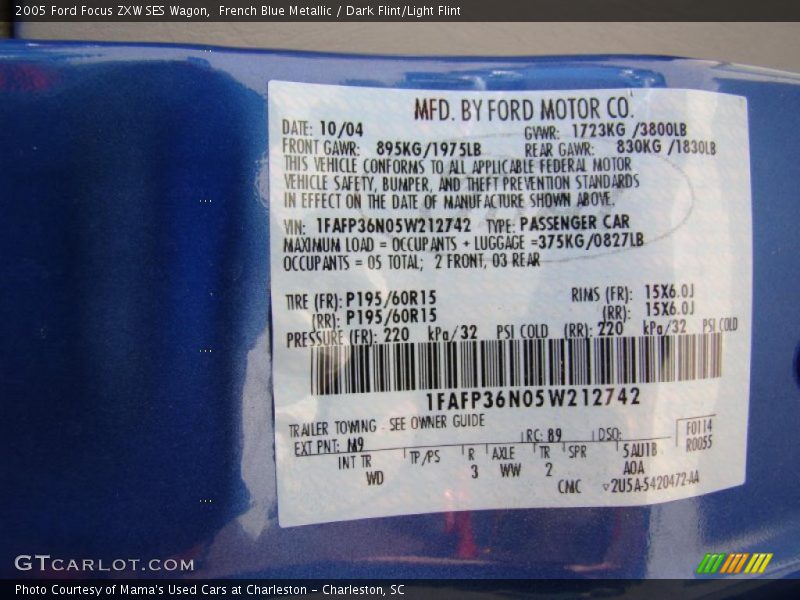 2005 Ford Focus ZXW SES Wagon, French Blue Metallic / Dark Flint/Light Flint
MFD. BY FORD MOTOR CO.
DATE: 10/04 GVWR: 1723KG /3800LB
FRONT GAWR: 895KG/1975LB REAR GAWR: 830KG /1830LB
THIS VEHICLE CONFORMS TO ALL APPLICABLE FEDERAL MOTOR
VEHICLE SAFETY, BUMPER, AND THEFT PREVENTION STANDARDS
IN EFFECT ON THE DATE OF MANUFACTURE SHOWN ABOVE.
VIN: 1FAFP36N05W212742 TYPE: PASSENGER CAR
MAXIMUM LOAD = OCCUPANTS + LUGGAGE =375KG/0827LB
OCCUPANTS = 05 TOTAL; 2 FRONT, 03 REAR
TIRE (FR): P195/60R15 RIMS (FR): 15X6.0J
(RR): P195/60R15 (RR): 15X6.0J
PRESSURE (FR): 220 kPa/32 PSI COLD (RR): 220 kPa/32 PSI COLD
1FAFP36N05W212742
TRAILER TOWING - SEE OWNER GUIDE
EXT PNT: M9 RC: 89 DSO: F0114
R0055
INT TR TP/PS R AXLE TR SPR 5AU1B
WD 3 WW 2 AOA
CMC 2U5A-5420472-AA
GTCARLOT.COM
Photo Courtesy of Mama's Used Cars at Charleston - Charleston, SC